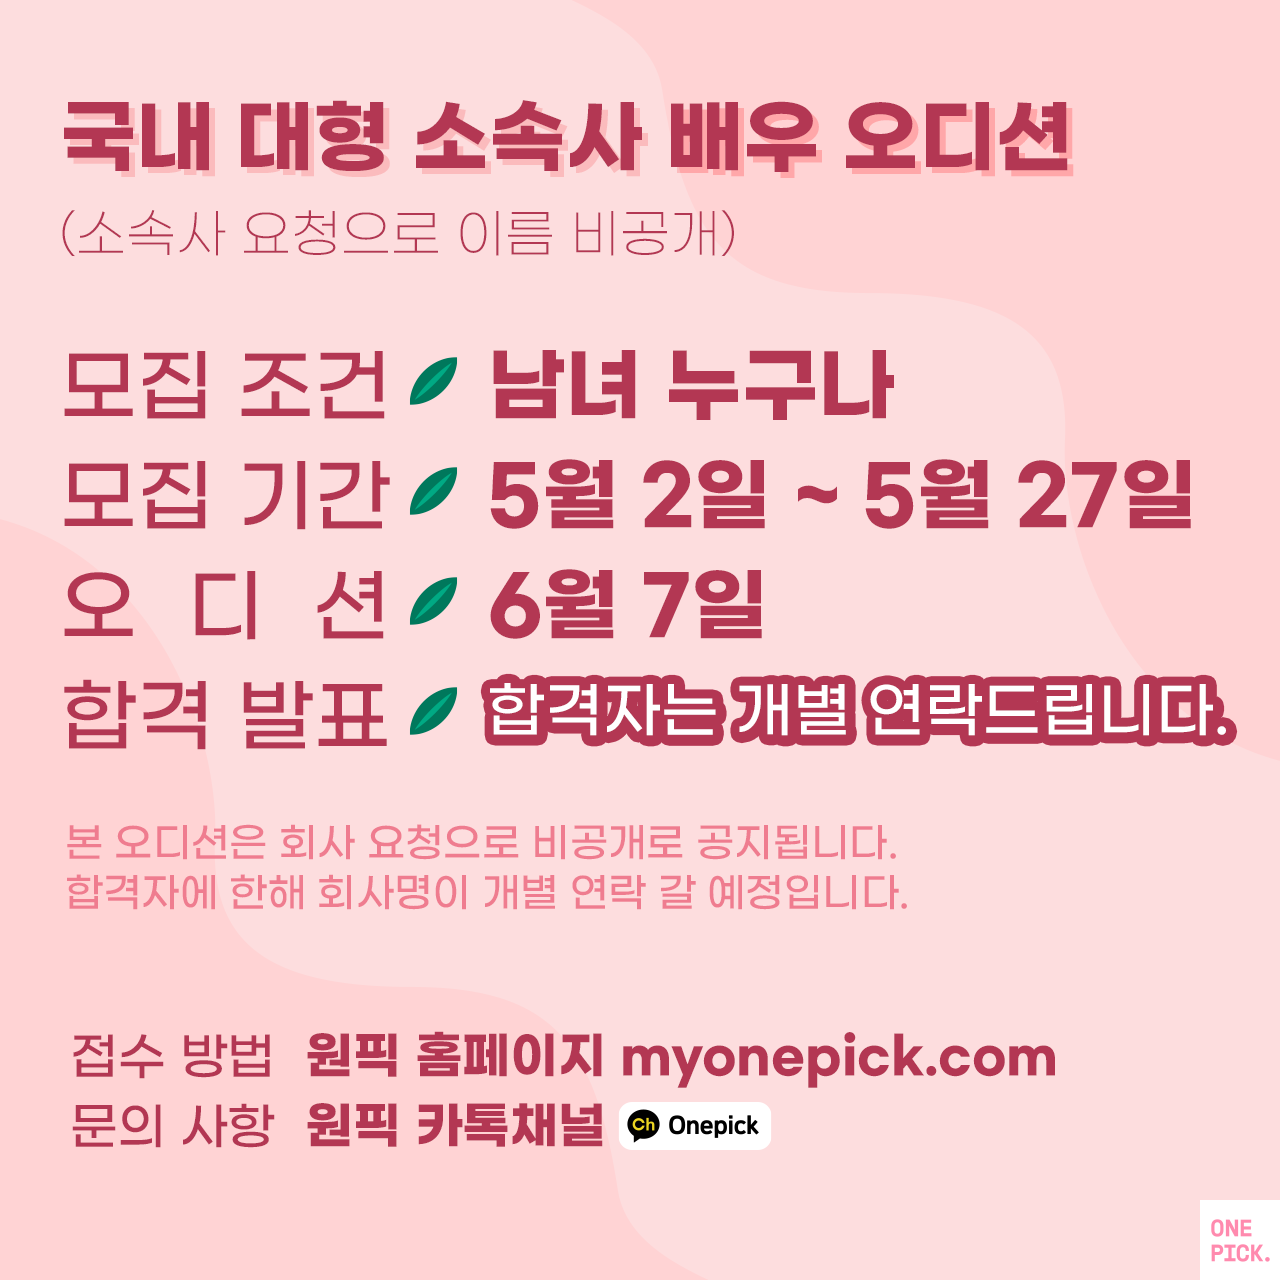 국내 대형 소속사 배우 오디션
(소속사 요청으로 이름 비공개)
모집 조건 남녀 누구나
모집 기간 5월 2일 ~ 5월 27일
오 디 션 6월 7일
합격 발표 합격자는 개별 연락드립니다.
본 오디션은 회사 요청으로 비공개로 공지됩니다.
합격자에 한해 회사명이 개별 연락 갈 예정입니다.
접수 방법 원픽 홈페이지 myonepick.com
문의 사항 원픽 카톡채널 Ch Onepick
ONE
PICK.